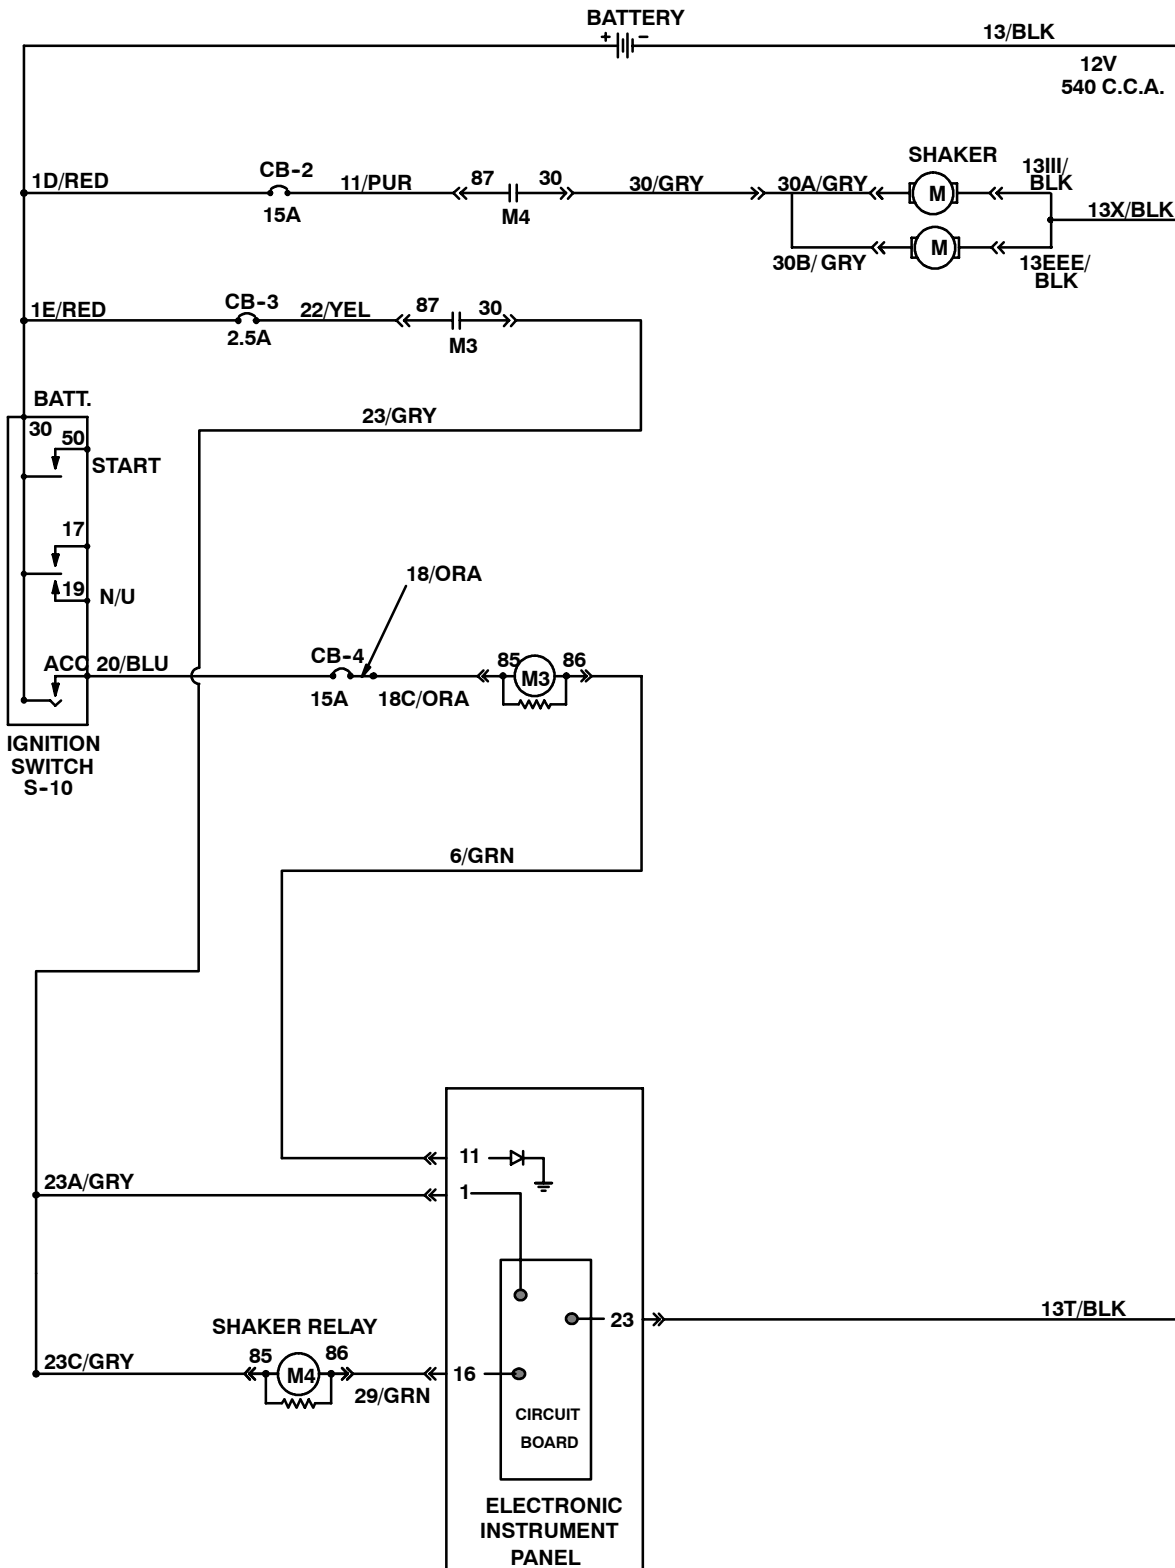 BATTERY
+ −
13/BLK
12V
540 C.C.A.
SHAKER
CB-2
1D/RED
11/PUR
87
30
30/GRY
30A/GRY
M
13III/
BLK
13X/BLK
15A
M4
M
30B/ GRY
13EEE/
BLK
CB-3
1E/RED
22/YEL
87
30
2.5A
M3
BATT.
23/GRY
30
50
START
17
18/ORA
19
N/U
CB-4
ACC
20/BLU
85
86
M3
15A
18C/ORA
IGNITION
SWITCH
S-10
6/GRN
11
23A/GRY
1
23
13T/BLK
SHAKER RELAY
23C/GRY
85
86
M4
29/GRN
16
CIRCUIT
BOARD
ELECTRONIC
INSTRUMENT
PANEL